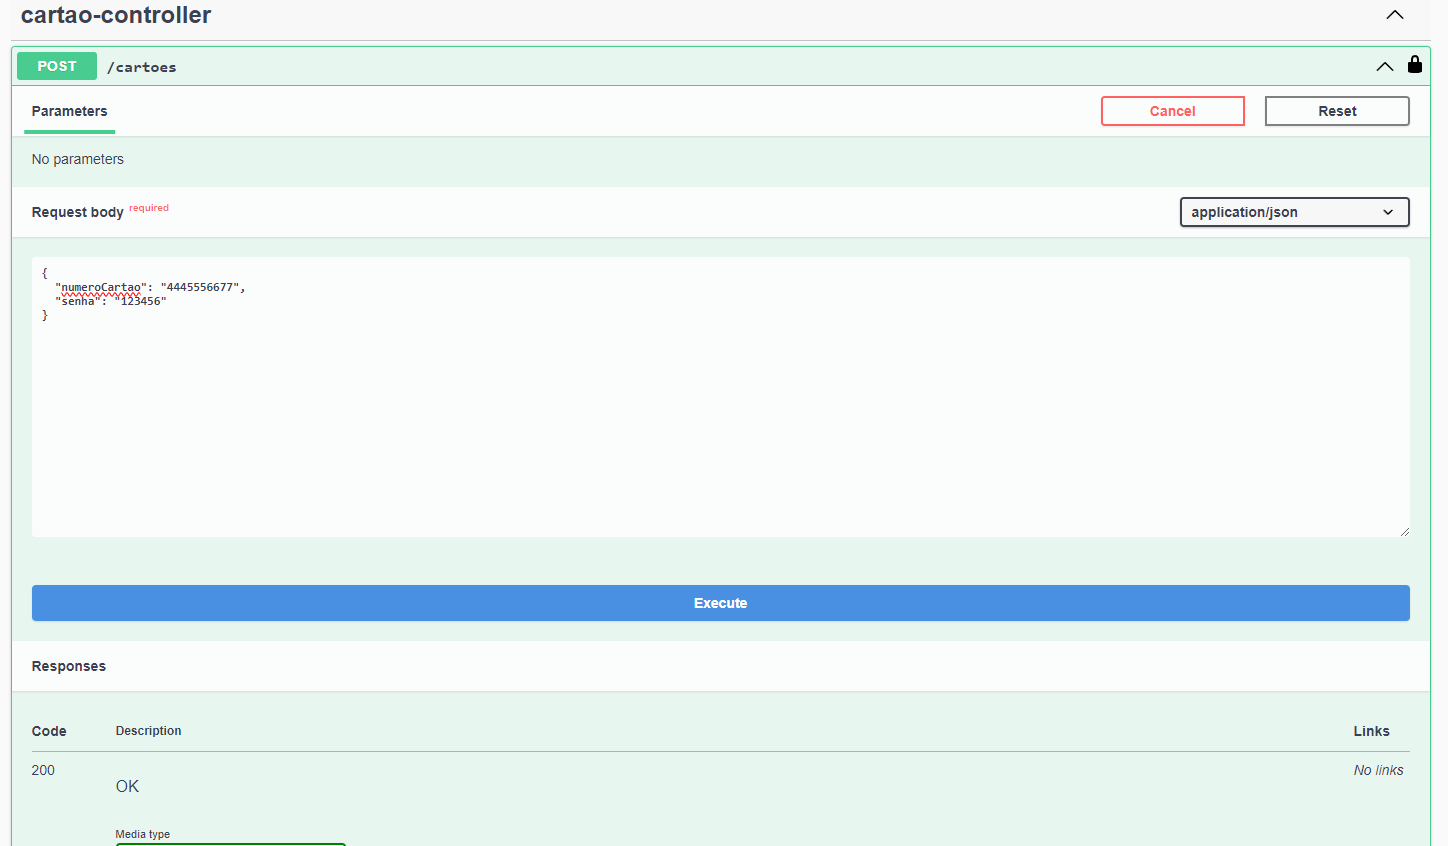 cartao-controller
POST /cartoes
Parameters
Cancel
Reset
No parameters
Request body required
application/json
{
"numeroCartao": "4445556677",
"senha": "123456"
}
Execute
Responses
Code Description Links
200 OK No links
Media type